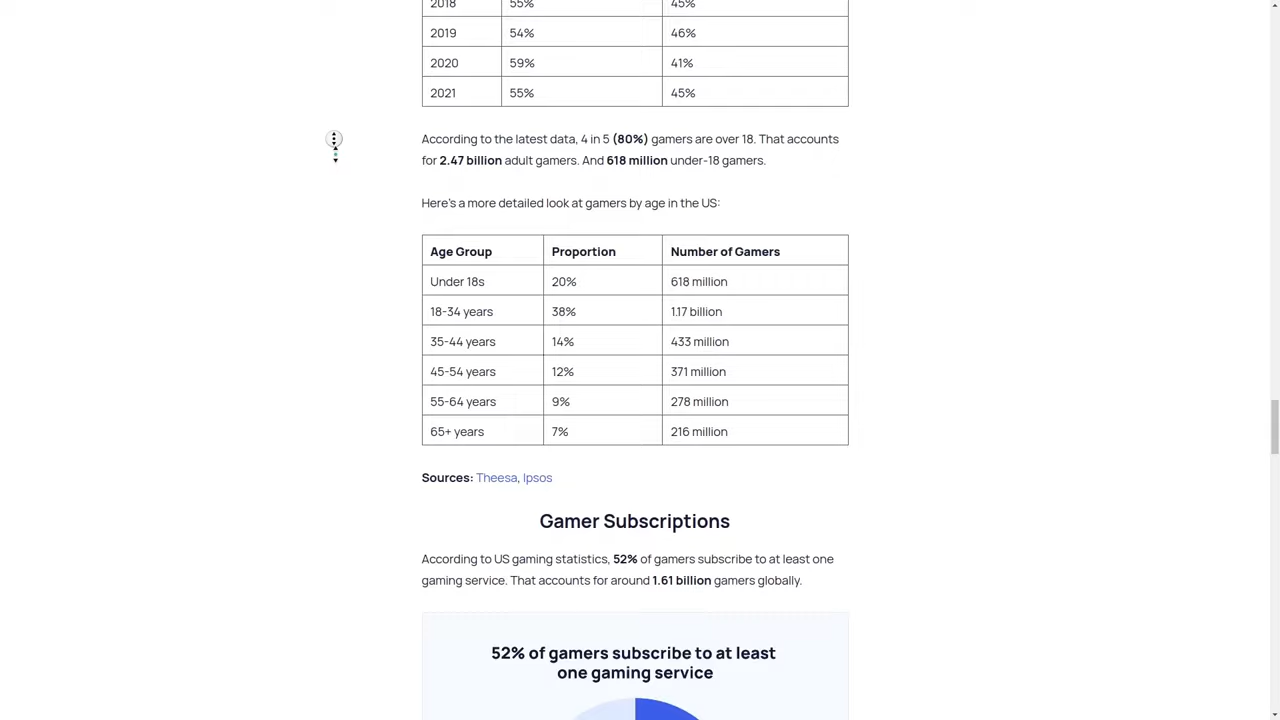 2018 55% 45%
2019 54% 46%
2020 59% 41%
2021 55% 45%
According to the latest data, 4 in 5 (80%) gamers are over 18. That accounts
for 2.47 billion adult gamers. And 618 million under-18 gamers.
Here's a more detailed look at gamers by age in the US:
Age Group Proportion Number of Gamers
Under 18s 20% 618 million
18-34 years 38% 1.17 billion
35-44 years 14% 433 million
45-54 years 12% 371 million
55-64 years 9% 278 million
65+ years 7% 216 million
Sources: Theesa, Ipsos
Gamer Subscriptions
According to US gaming statistics, 52% of gamers subscribe to at least one
gaming service. That accounts for around 1.61 billion gamers globally.
52% of gamers subscribe to at least
one gaming service